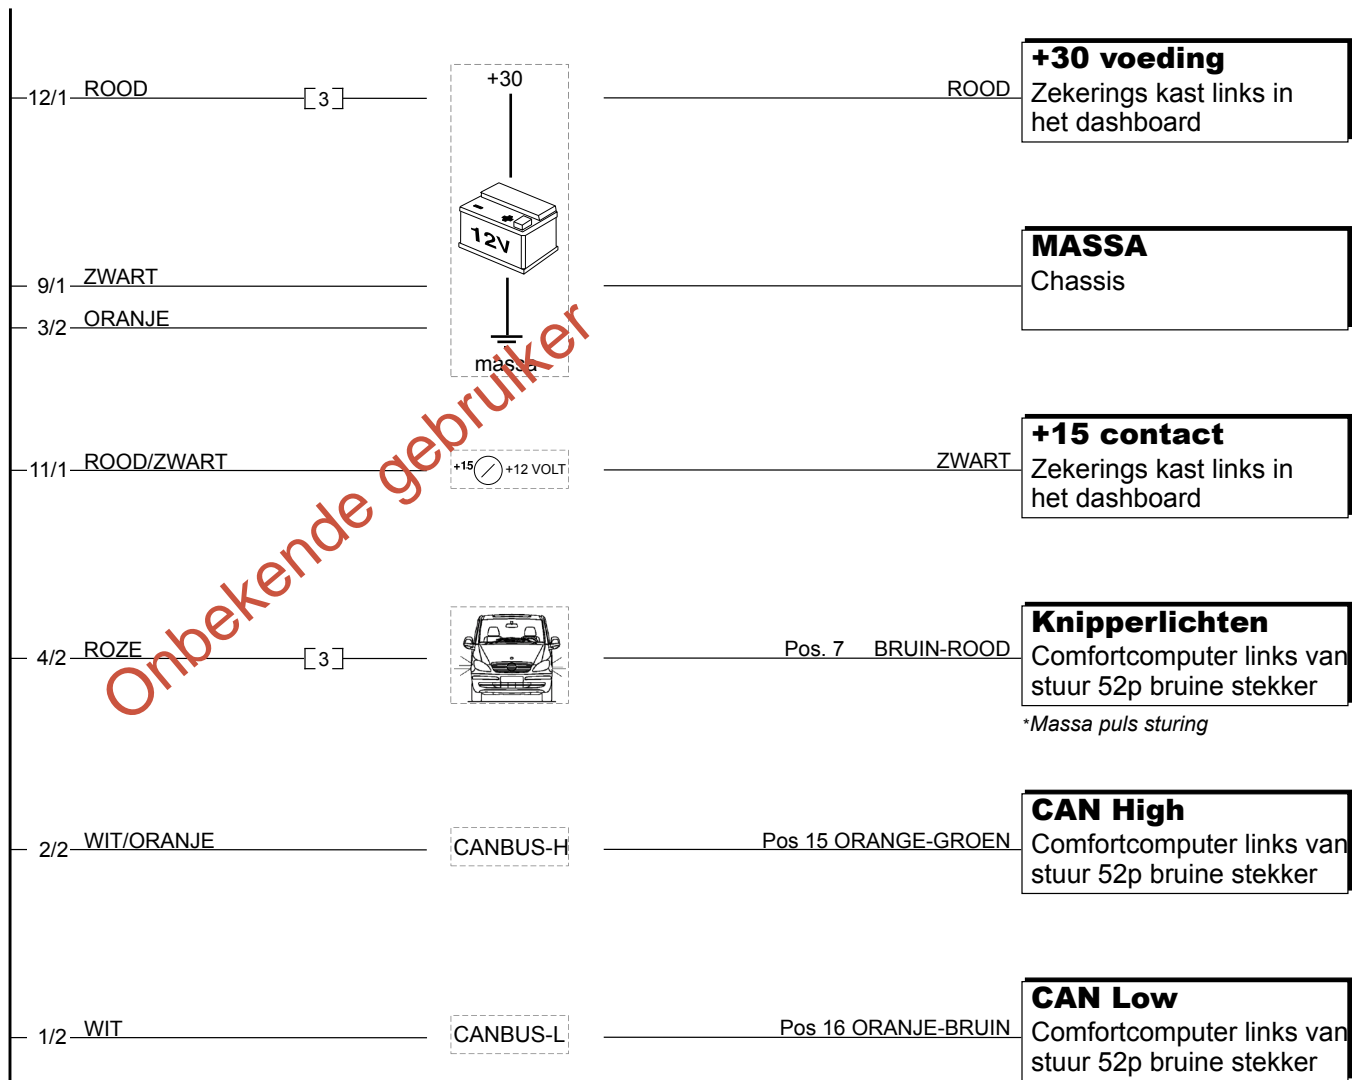 12/1 ROOD 3 +30 ROOD
+30 voeding
Zekerings kast links in
het dashboard
12V
9/1 ZWART
3/2 ORANJE
massa
MASSA
Chassis
11/1 ROOD/ZWART +15 +12 VOLT ZWART
+15 contact
Zekerings kast links in
het dashboard
Onbekende gebruiker
4/2 ROZE 3 Pos. 7 BRUIN-ROOD
Knipperlichten
Comfortcomputer links van
stuur 52p bruine stekker
*Massa puls sturing
2/2 WIT/ORANJE CANBUS-H Pos 15 ORANGE-GROEN
CAN High
Comfortcomputer links van
stuur 52p bruine stekker
1/2 WIT CANBUS-L Pos 16 ORANJE-BRUIN
CAN Low
Comfortcomputer links van
stuur 52p bruine stekker